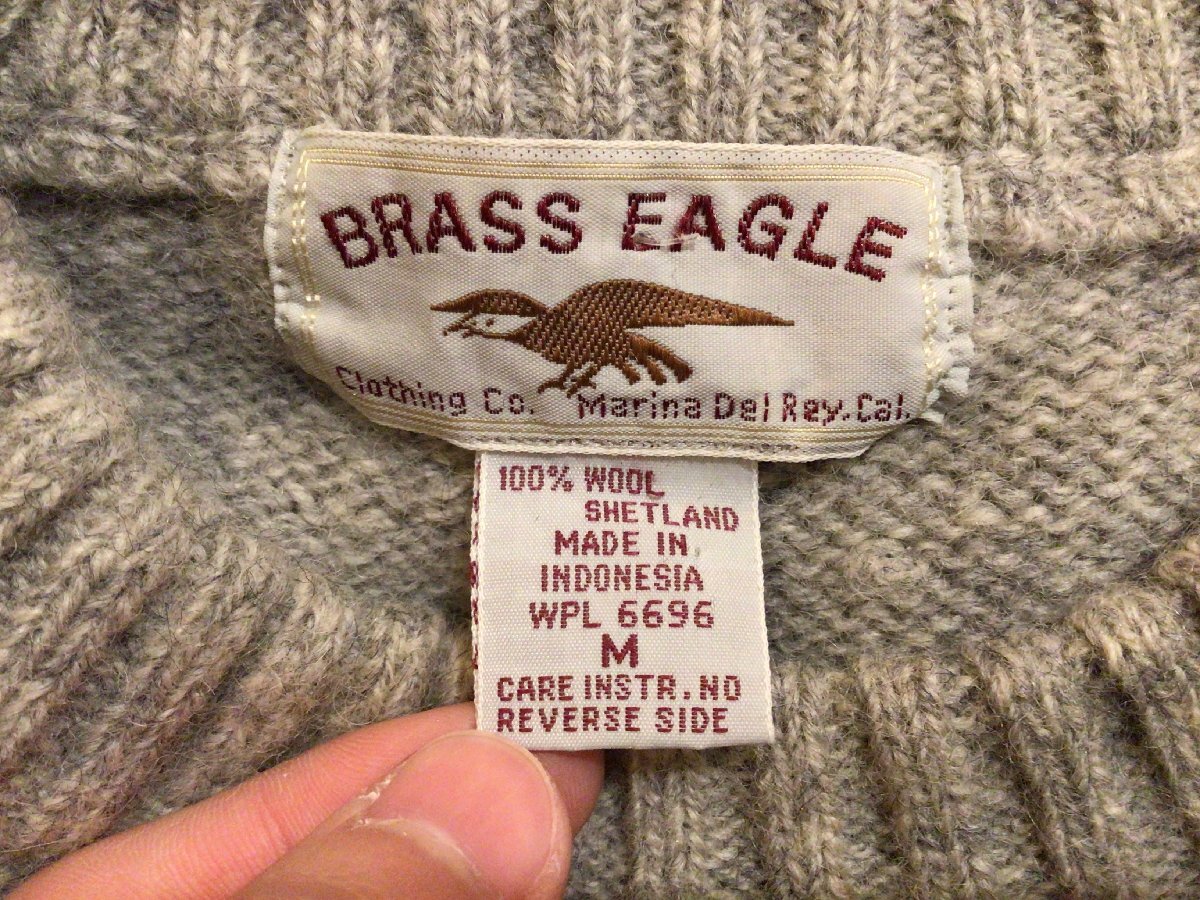 BRASS EAGLE
Clothing Co. Marina Del Rey, Cal.
100% WOOL
SHETLAND
MADE IN
INDONESIA
WPL 6696
M
CARE INSTR. NO
REVERSE SIDE